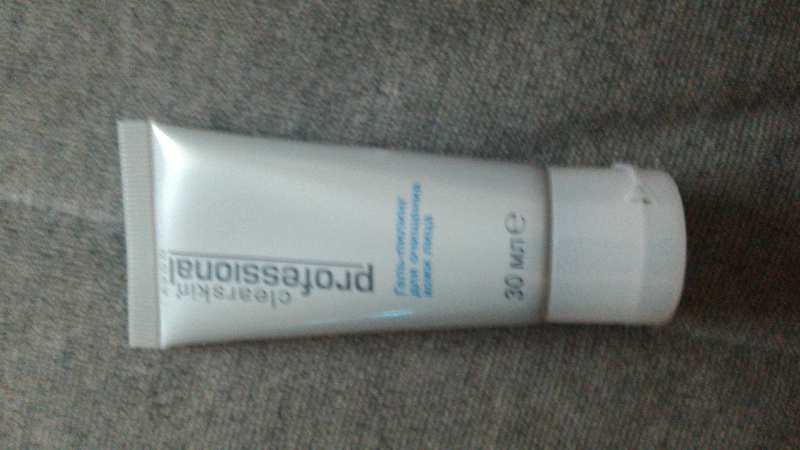 clearskin
professional
Гель-пилинг
для очищения
кожи лица
30 мл e